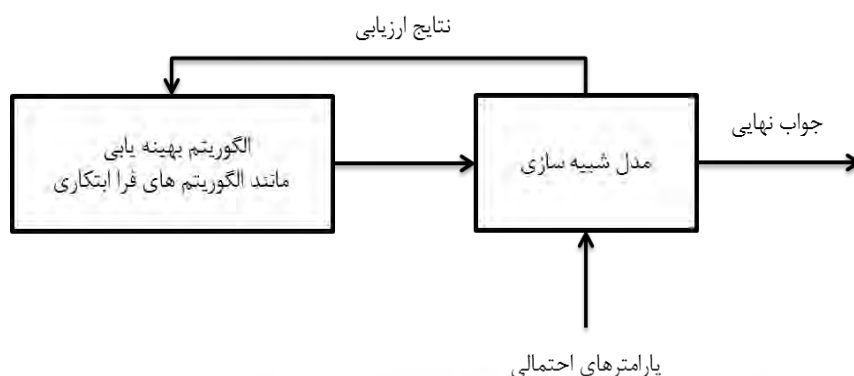 نتایج ارزیابی
الگوریتم بهینه یابی
مانند الگوریتم های فرا ابتکاری
مدل شبیه سازی
جواب نهایی
پارامترهای احتمالی